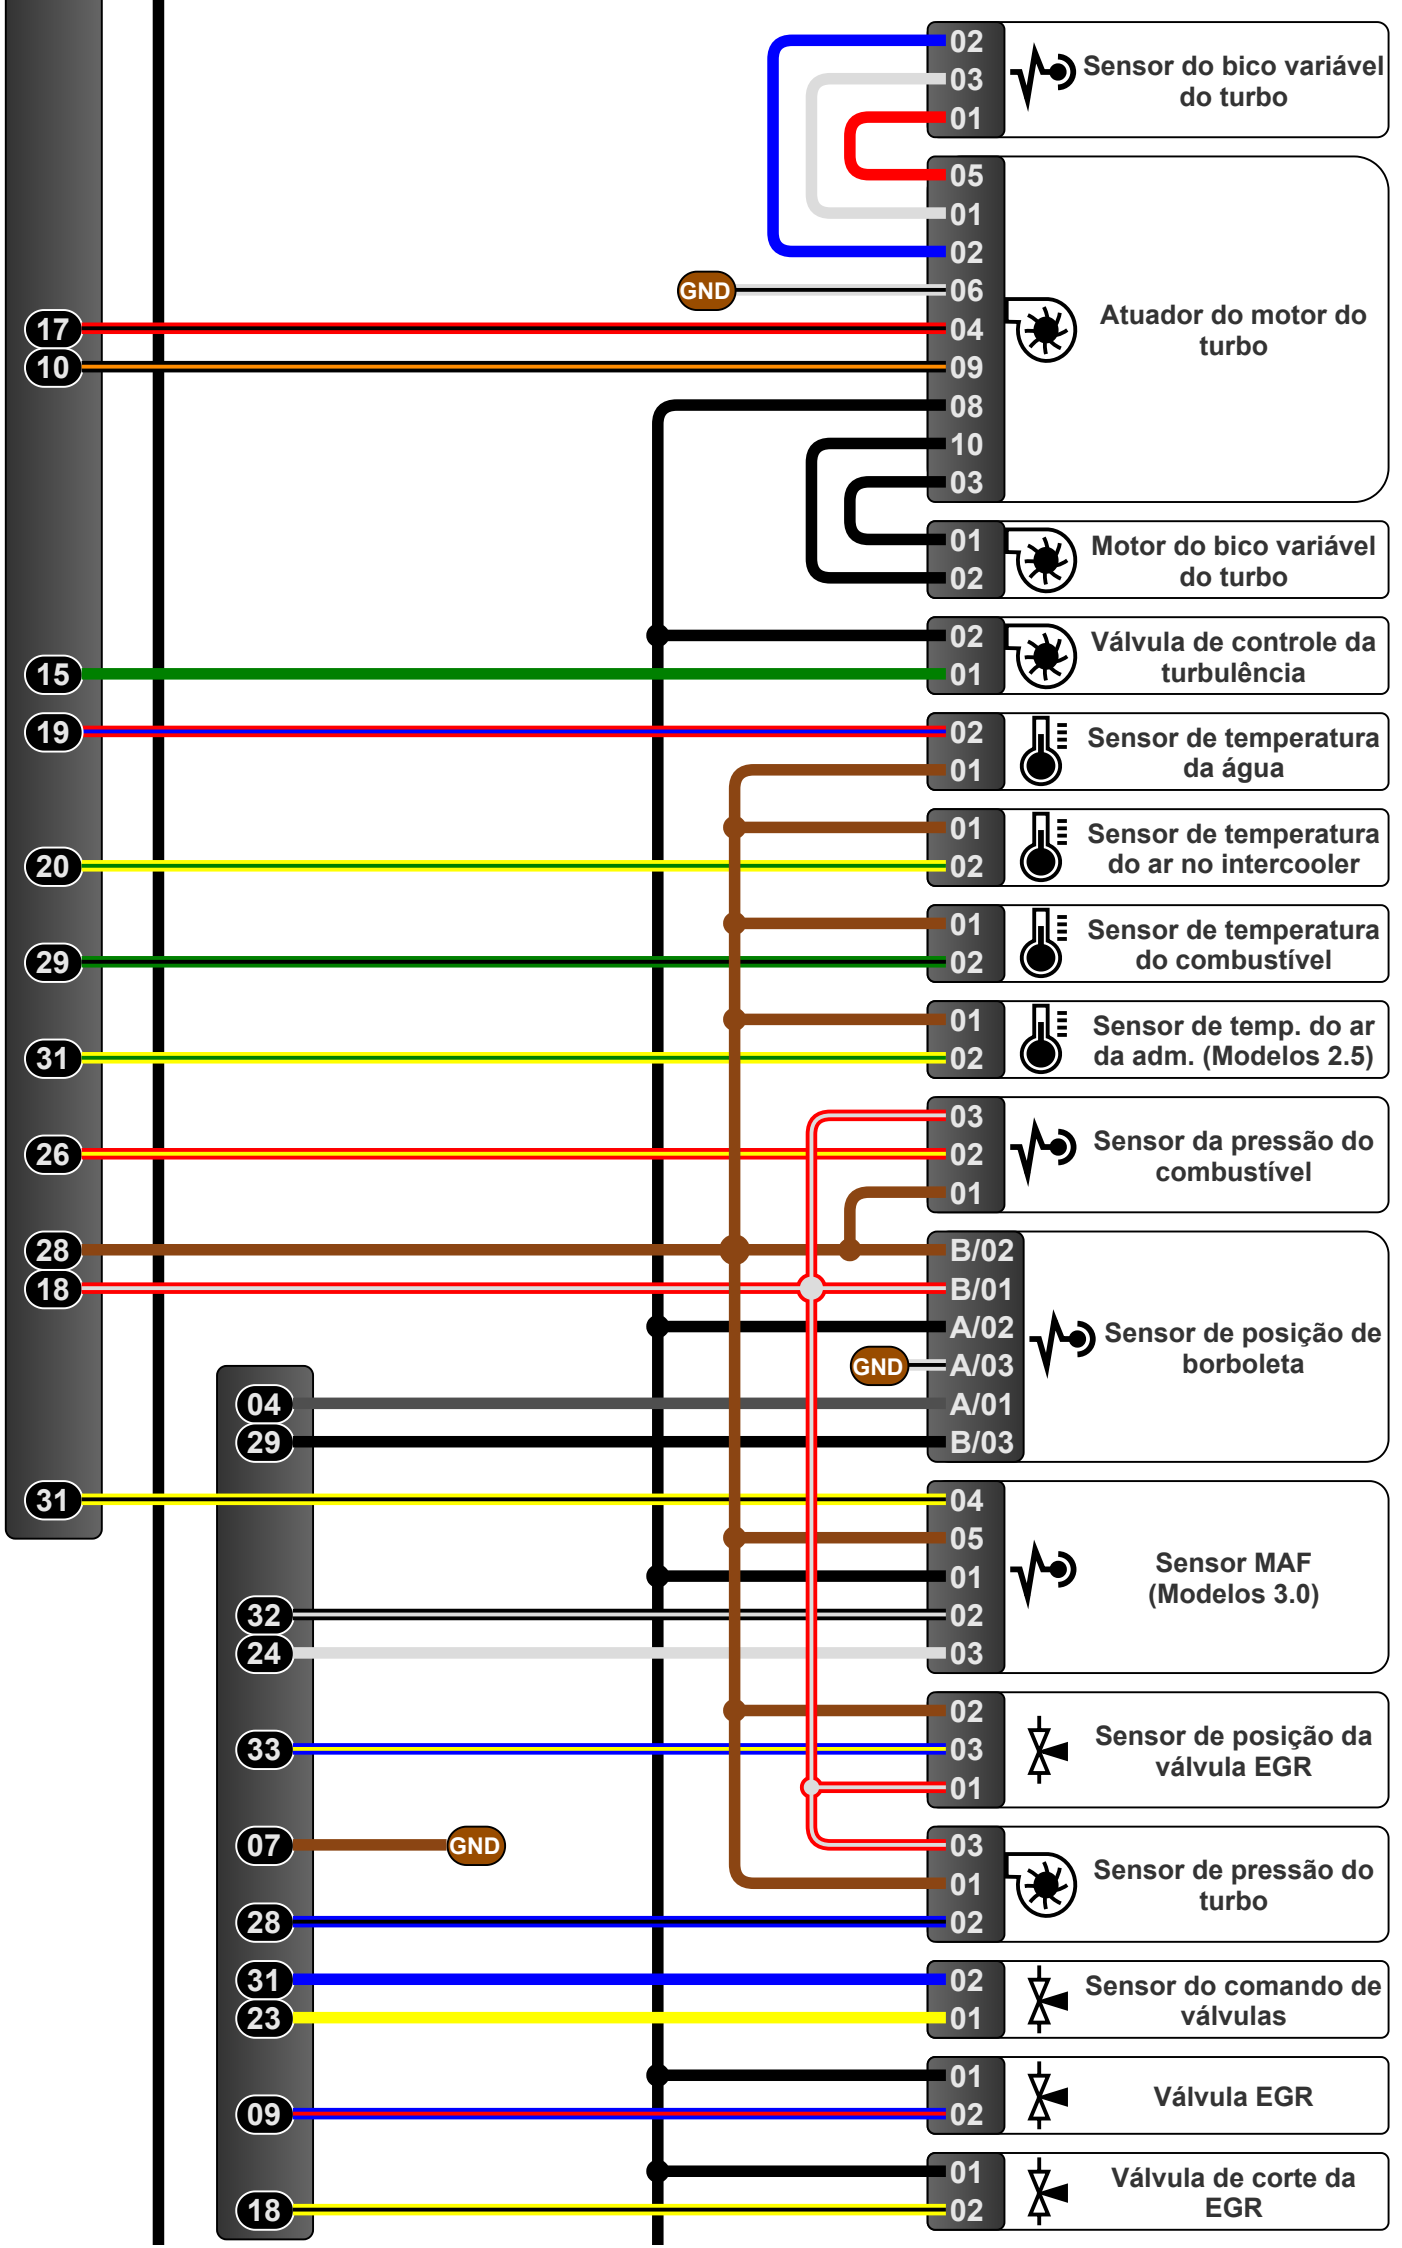 02
03
01
Sensor do bico variável
do turbo
05
01
02
GND
06
17
04
10
09
08
10
03
Atuador do motor do
turbo
01
02
Motor do bico variável
do turbo
02
15
01
Válvula de controle da
turbulência
19
02
01
Sensor de temperatura
da água
01
20
02
Sensor de temperatura
do ar no intercooler
01
29
02
Sensor de temperatura
do combustível
01
31
02
Sensor de temp. do ar
da adm. (Modelos 2.5)
03
26
02
01
Sensor da pressão do
combustível
28
B/02
18
B/01
A/02
GND
A/03
04
A/01
29
B/03
Sensor de posição de
borboleta
31
04
05
01
32
02
24
03
Sensor MAF
(Modelos 3.0)
02
33
03
01
Sensor de posição da
válvula EGR
07
GND
03
01
28
02
Sensor de pressão do
turbo
31
02
23
01
Sensor do comando de
válvulas
01
09
02
Válvula EGR
01
18
02
Válvula de corte da
EGR